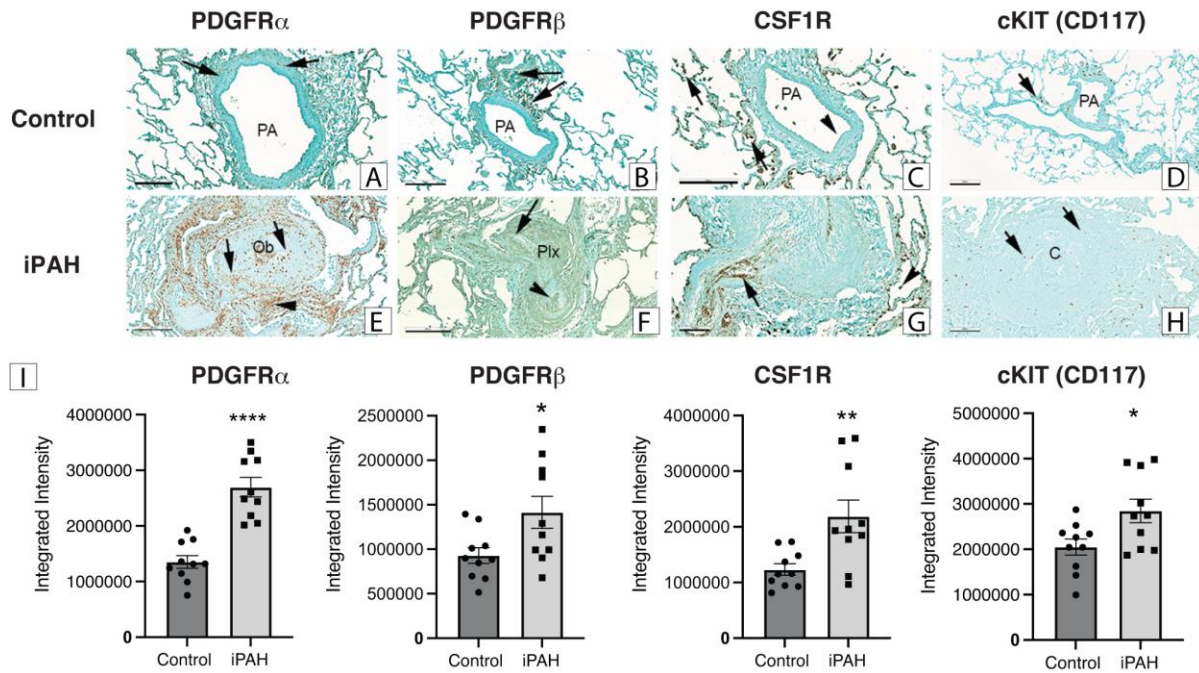 PDGFRα PDGFRβ CSF1R cKIT (CD117)
Control
PA
A
PA
B
PA
C
PA
D
iPAH
Ob
E
Plx
F
G
C
H
I
PDGFRα
Integrated Intensity
4000000
3000000
2000000
1000000
0
****
Control iPAH
PDGFRβ
Integrated Intensity
2500000
2000000
1500000
1000000
500000
0
*
Control iPAH
CSF1R
Integrated Intensity
4000000
3000000
2000000
1000000
0
**
Control iPAH
cKIT (CD117)
Integrated Intensity
5000000
4000000
3000000
2000000
1000000
0
*
Control iPAH